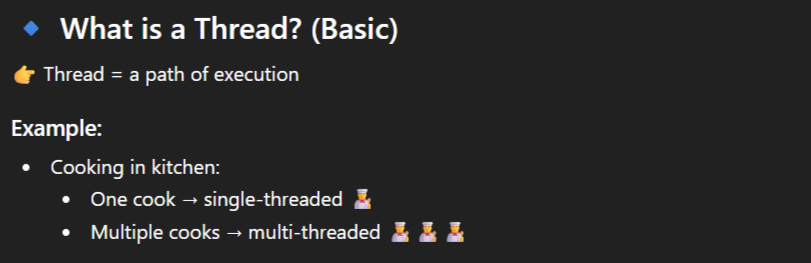 🔹 What is a Thread? (Basic)
👉 Thread = a path of execution
Example:
• Cooking in kitchen:
• One cook → single-threaded 👩‍🍳
• Multiple cooks → multi-threaded 👩‍🍳👩‍🍳👩‍🍳